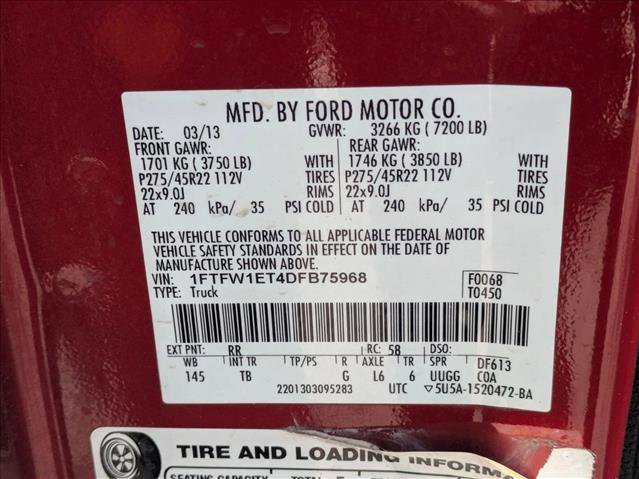 MFD. BY FORD MOTOR CO.
DATE: 03/13 GVWR: 3266 KG ( 7200 LB)
FRONT GAWR: REAR GAWR:
1701 KG ( 3750 LB) WITH 1746 KG ( 3850 LB) WITH
P275/45R22 112V TIRES P275/45R22 112V TIRES
22x9.0J RIMS 22x9.0J RIMS
AT 240 kPa/ 35 PSI COLD AT 240 kPa/ 35 PSI COLD
THIS VEHICLE CONFORMS TO ALL APPLICABLE FEDERAL MOTOR
VEHICLE SAFETY STANDARDS IN EFFECT ON THE DATE OF
MANUFACTURE SHOWN ABOVE.
VIN: 1FTFW1ET4DFB75968 F0068
TYPE: Truck T0450
EXT PNT: RR RC: 58 DSO:
WB INT TR TP/PS R AXLE TR SPR DF613
145 TB G L6 6 UUGG C0A
2201303095283 UTC ▽5U5A-1520472-BA
TIRE AND LOADING INFORM
SEATING CAPACITY TOTAL